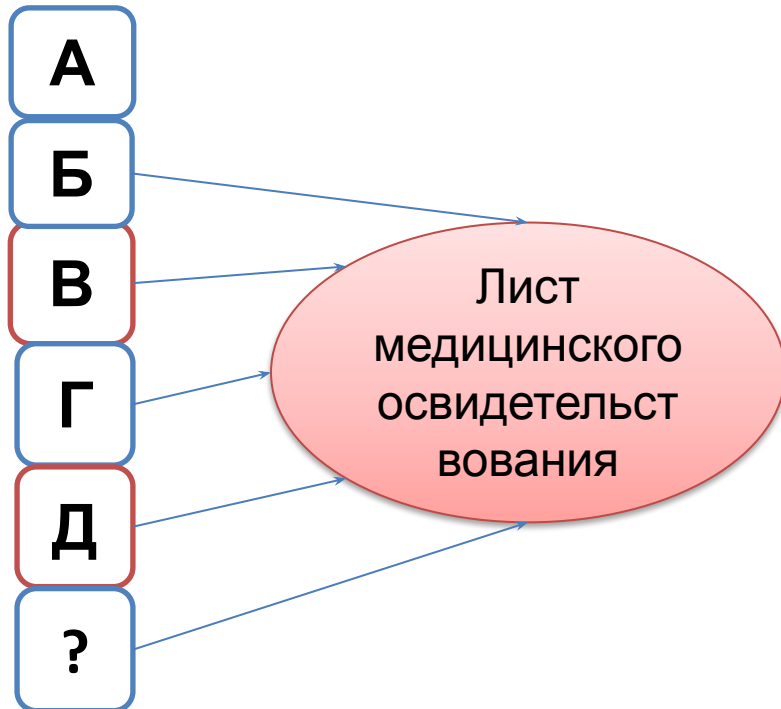 А
Б
В
Г
Д
?
Лист
медицинского
освидетельст
вования